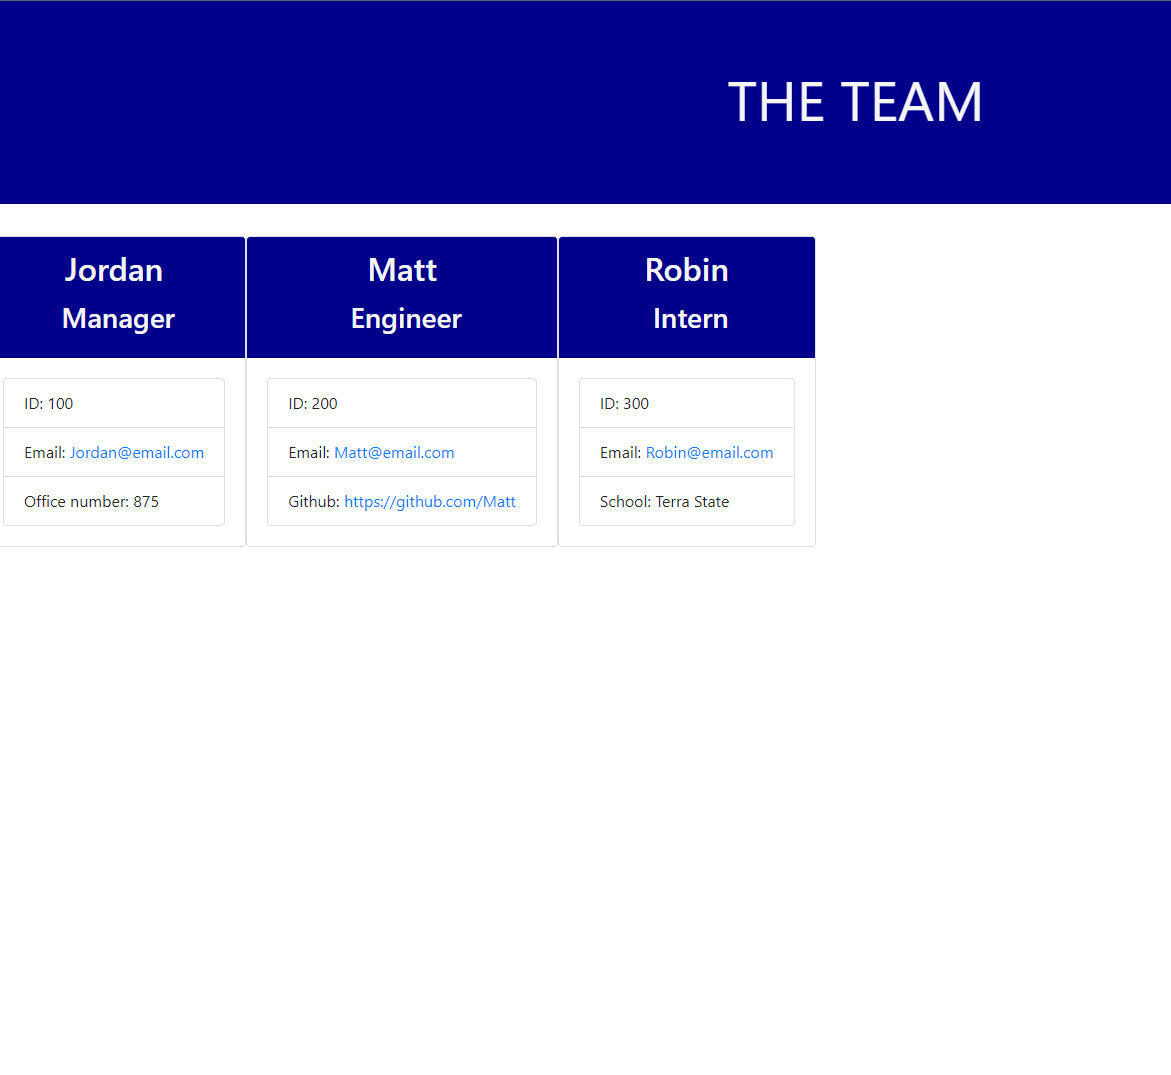 THE TEAM
Jordan
Manager
ID: 100
Email: Jordan@email.com
Office number: 875
Matt
Engineer
ID: 200
Email: Matt@email.com
Github: https://github.com/Matt
Robin
Intern
ID: 300
Email: Robin@email.com
School: Terra State